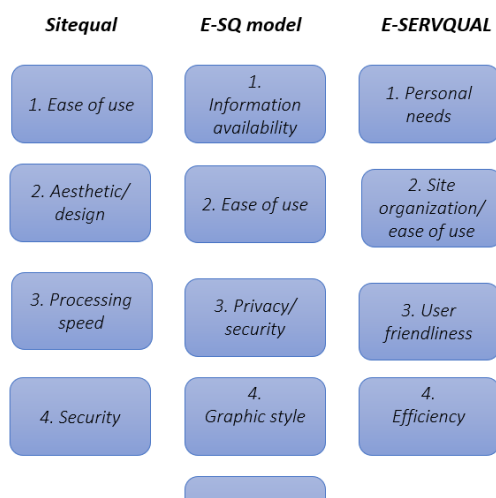 Sitequal
E-SQ model
E-SERVQUAL
1. Ease of use
1.
Information
availability
1. Personal
needs
2. Aesthetic/
design
2. Ease of use
2. Site
organization/
ease of use
3. Processing
speed
3. Privacy/
security
3. User
friendliness
4. Security
4.
Graphic style
4.
Efficiency